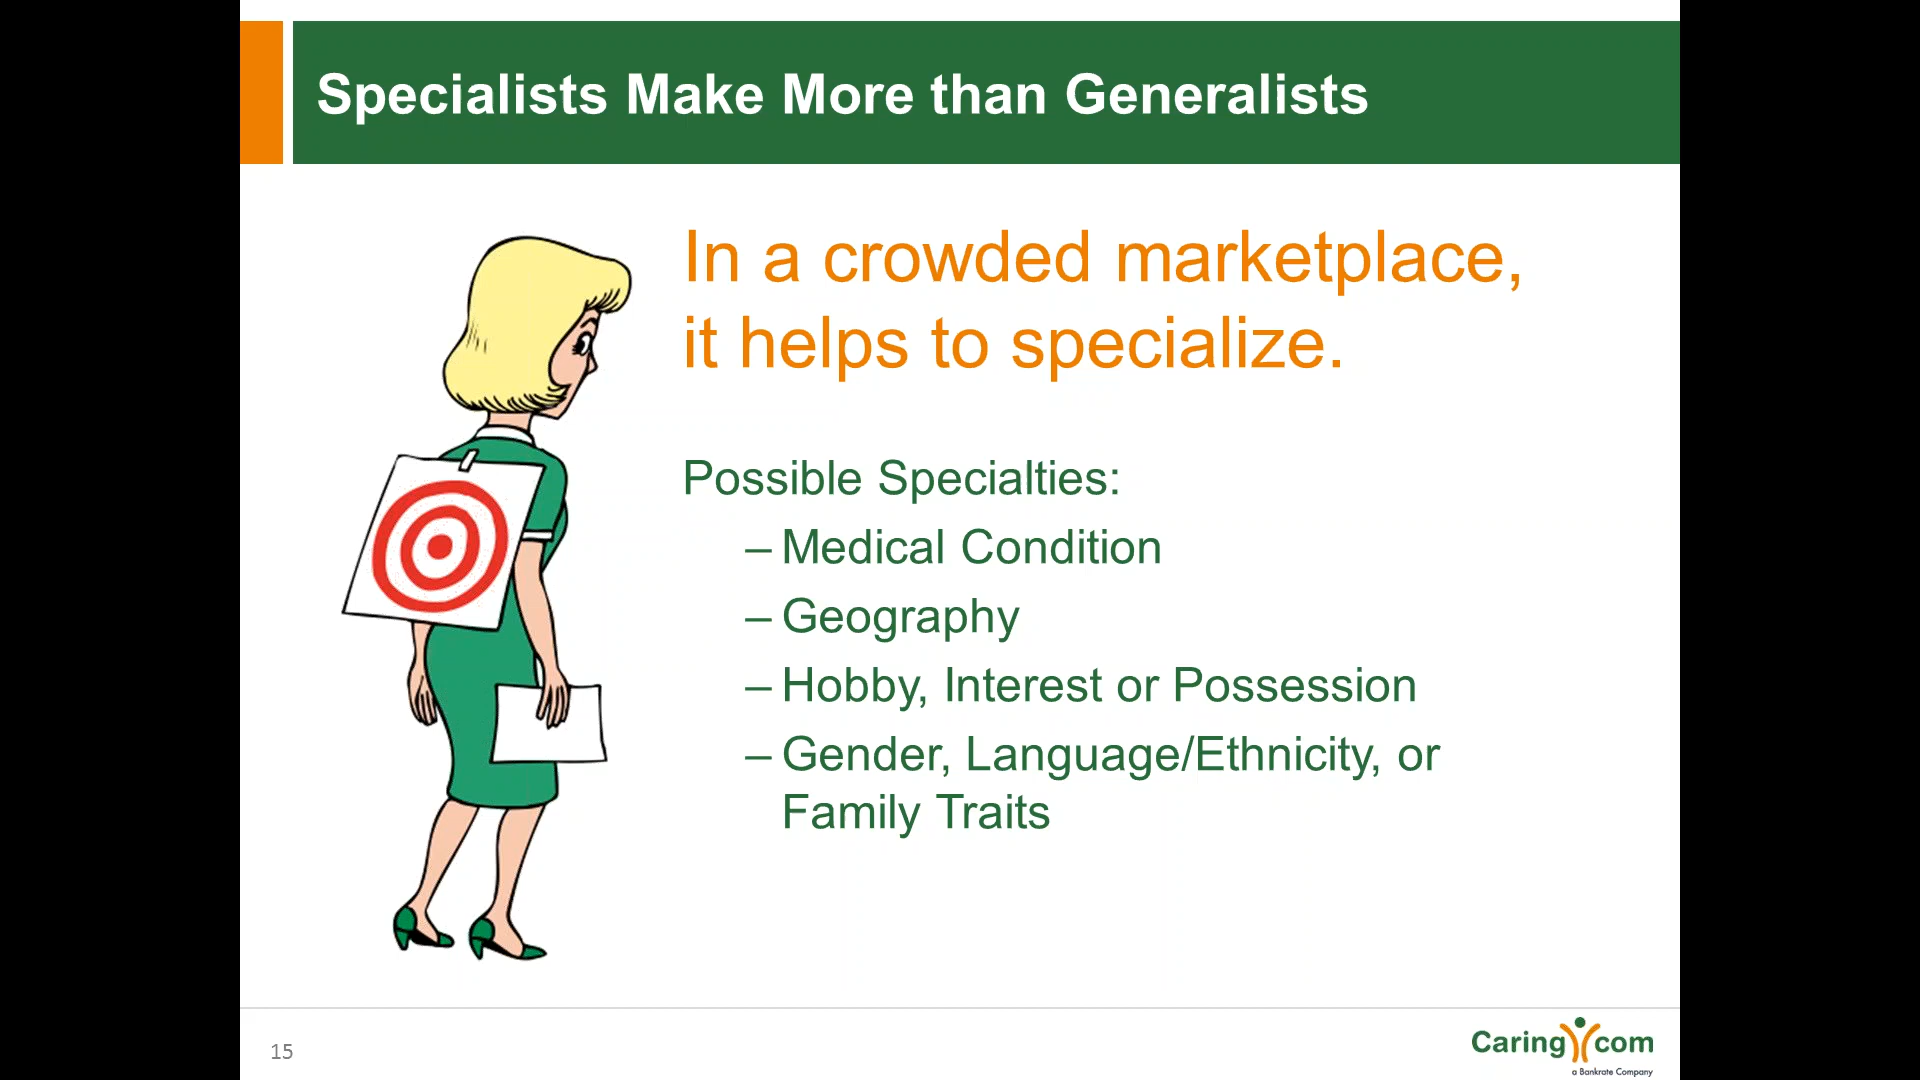 Specialists Make More than Generalists
In a crowded marketplace,
it helps to specialize.
Possible Specialties:
– Medical Condition
– Geography
– Hobby, Interest or Possession
– Gender, Language/Ethnicity, or
Family Traits
15
Caring com
a Bankrate Company